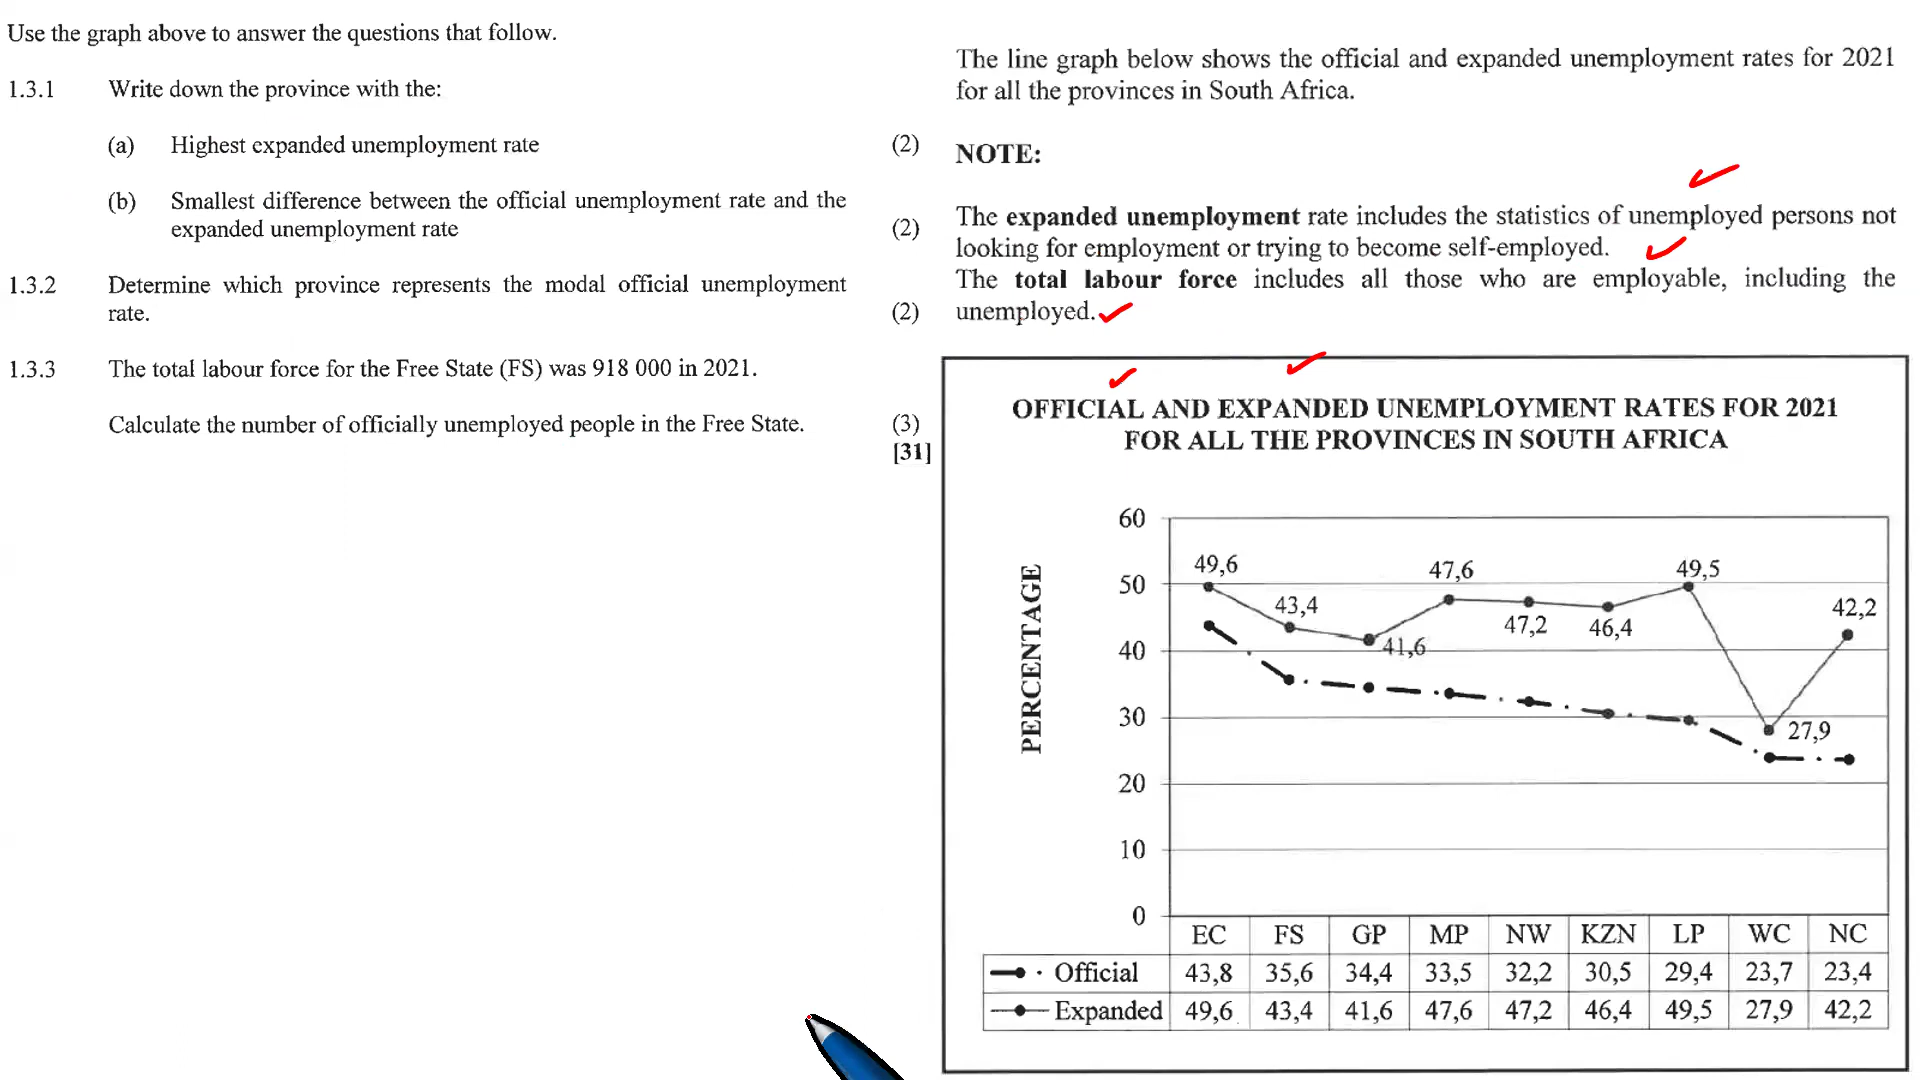 Use the graph above to answer the questions that follow.
1.3.1 Write down the province with the:
(a) Highest expanded unemployment rate (2)
(b) Smallest difference between the official unemployment rate and the
expanded unemployment rate (2)
1.3.2 Determine which province represents the modal official unemployment
rate. (2)
1.3.3 The total labour force for the Free State (FS) was 918 000 in 2021.
Calculate the number of officially unemployed people in the Free State. (3)
[31]
The line graph below shows the official and expanded unemployment rates for 2021
for all the provinces in South Africa.
NOTE:
The expanded unemployment rate includes the statistics of unemployed persons not
looking for employment or trying to become self-employed.
The total labour force includes all those who are employable, including the
unemployed.
OFFICIAL AND EXPANDED UNEMPLOYMENT RATES FOR 2021
FOR ALL THE PROVINCES IN SOUTH AFRICA
PERCENTAGE
60
50
40
30
20
10
0
49,6
43,4
41,6
47,6
47,2
46,4
49,5
27,9
42,2
EC FS GP MP NW KZN LP WC NC
Official 43,8 35,6 34,4 33,5 32,2 30,5 29,4 23,7 23,4
Expanded 49,6 43,4 41,6 47,6 47,2 46,4 49,5 27,9 42,2